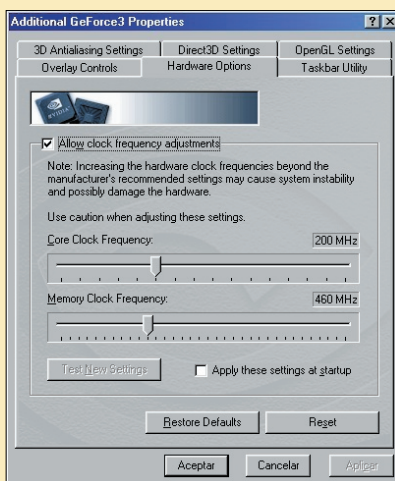 Additional GeForce3 Properties
3D Antialiasing Settings
Direct3D Settings
OpenGL Settings
Overlay Controls
Hardware Options
Taskbar Utility
NVIDIA
Allow clock frequency adjustments
Note: Increasing the hardware clock frequencies beyond the
manufacturer's recommended settings may cause system instability
and possibly damage the hardware.
Use caution when adjusting these settings.
Core Clock Frequency:
200 MHz
Memory Clock Frequency:
460 MHz
Test New Settings
Apply these settings at startup
Restore Defaults
Reset
Aceptar
Cancelar
Aplicar